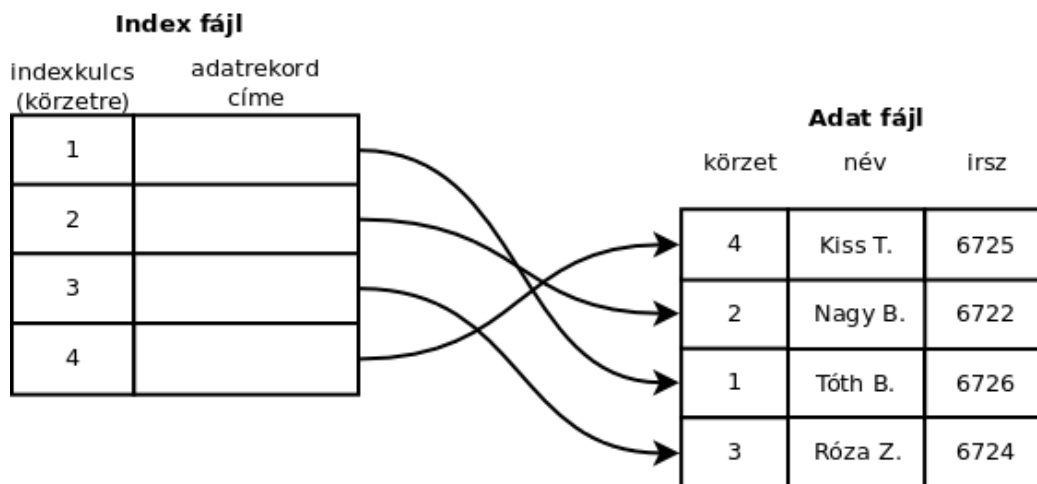 Index fájl
indexkulcs
(körzetre)
adatrekord
címe
1
2
3
4
Adat fájl
körzet név irsz
4 Kiss T. 6725
2 Nagy B. 6722
1 Tóth B. 6726
3 Róza Z. 6724